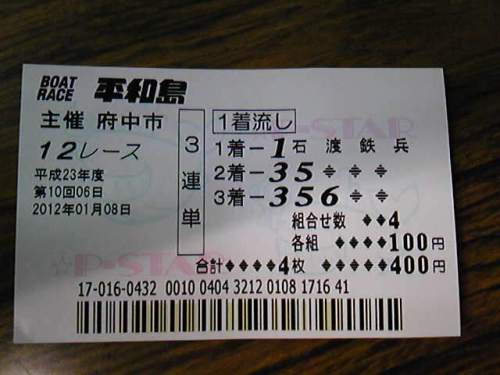 BOAT RACE 平和島
主催 府中市
12レース
平成23年度
第10回06日
2012年01月08日
3連単
1着流し
1着-1 石渡鉄兵
2着-35
3着-356
組合せ数 4
各組 100円
合計 4枚 400円
P-STAR
☆P-STAR
17-016-0432 0010 0404 3212 0108 1716 41